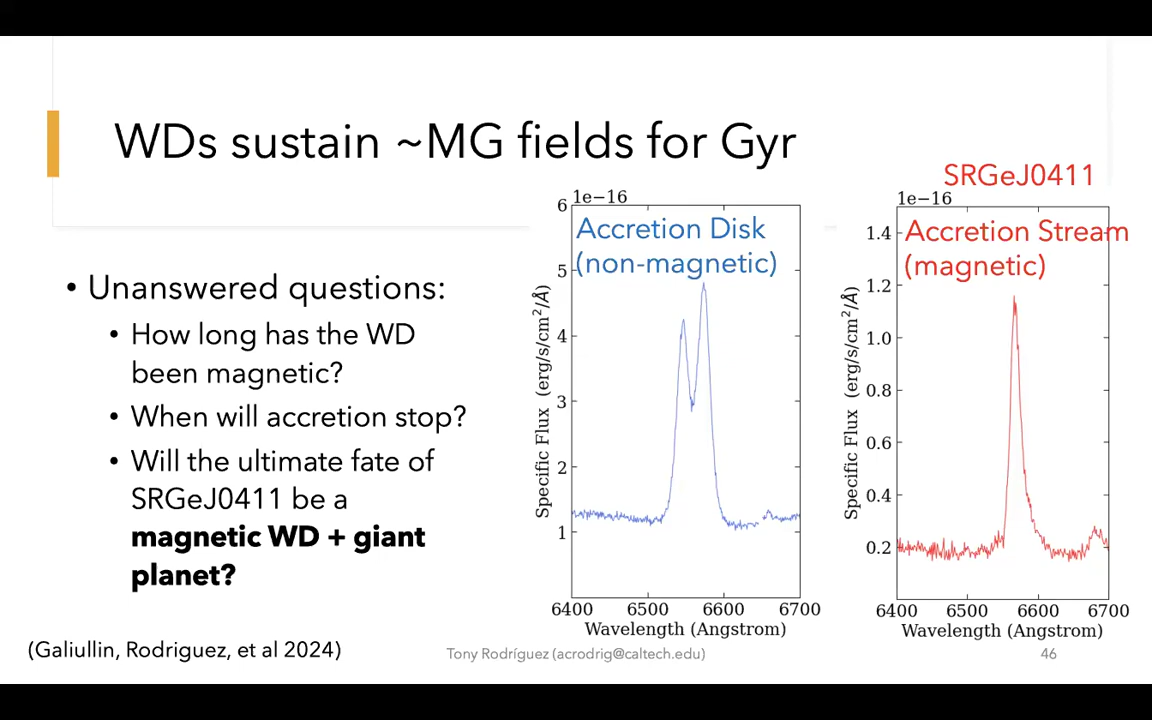 WDs sustain ~MG fields for Gyr
• Unanswered questions:
• How long has the WD
been magnetic?
• When will accretion stop?
• Will the ultimate fate of
SRGeJ0411 be a
magnetic WD + giant
planet?
(Galiullin, Rodriguez, et al 2024)
1e−16
Accretion Disk
(non-magnetic)
Specific Flux (erg/s/cm²/Å)
6
5
4
3
2
1
6400 6500 6600 6700
Wavelength (Angstrom)
SRGeJ0411
1e−16
Accretion Stream
(magnetic)
Specific Flux (erg/s/cm²/Å)
1.4
1.2
1.0
0.8
0.6
0.4
0.2
6400 6500 6600 6700
Wavelength (Angstrom)
Tony Rodríguez (acrodrig@caltech.edu)
46